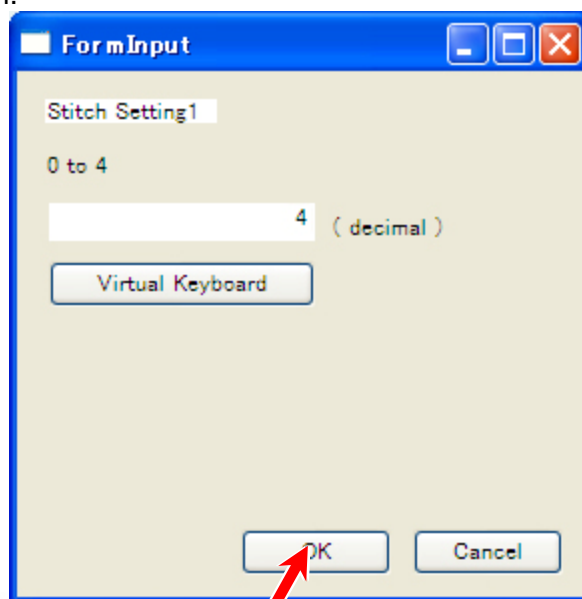 FormInput
Stitch Setting1
0 to 4
4 ( decimal )
Virtual Keyboard
OK Cancel